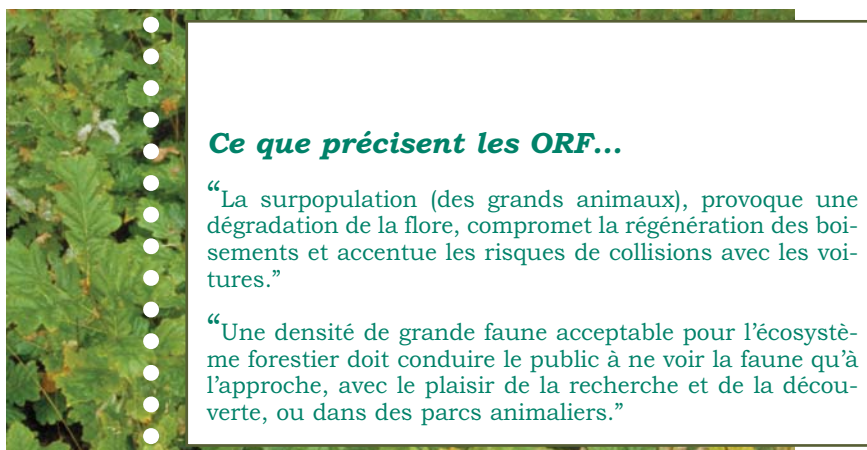 Ce que précisent les ORF...
“La surpopulation (des grands animaux), provoque une
dégradation de la flore, compromet la régénération des boi-
sements et accentue les risques de collisions avec les voi-
tures.”
“Une densité de grande faune acceptable pour l’écosystè-
me forestier doit conduire le public à ne voir la faune qu’à
l’approche, avec le plaisir de la recherche et de la décou-
verte, ou dans des parcs animaliers.”